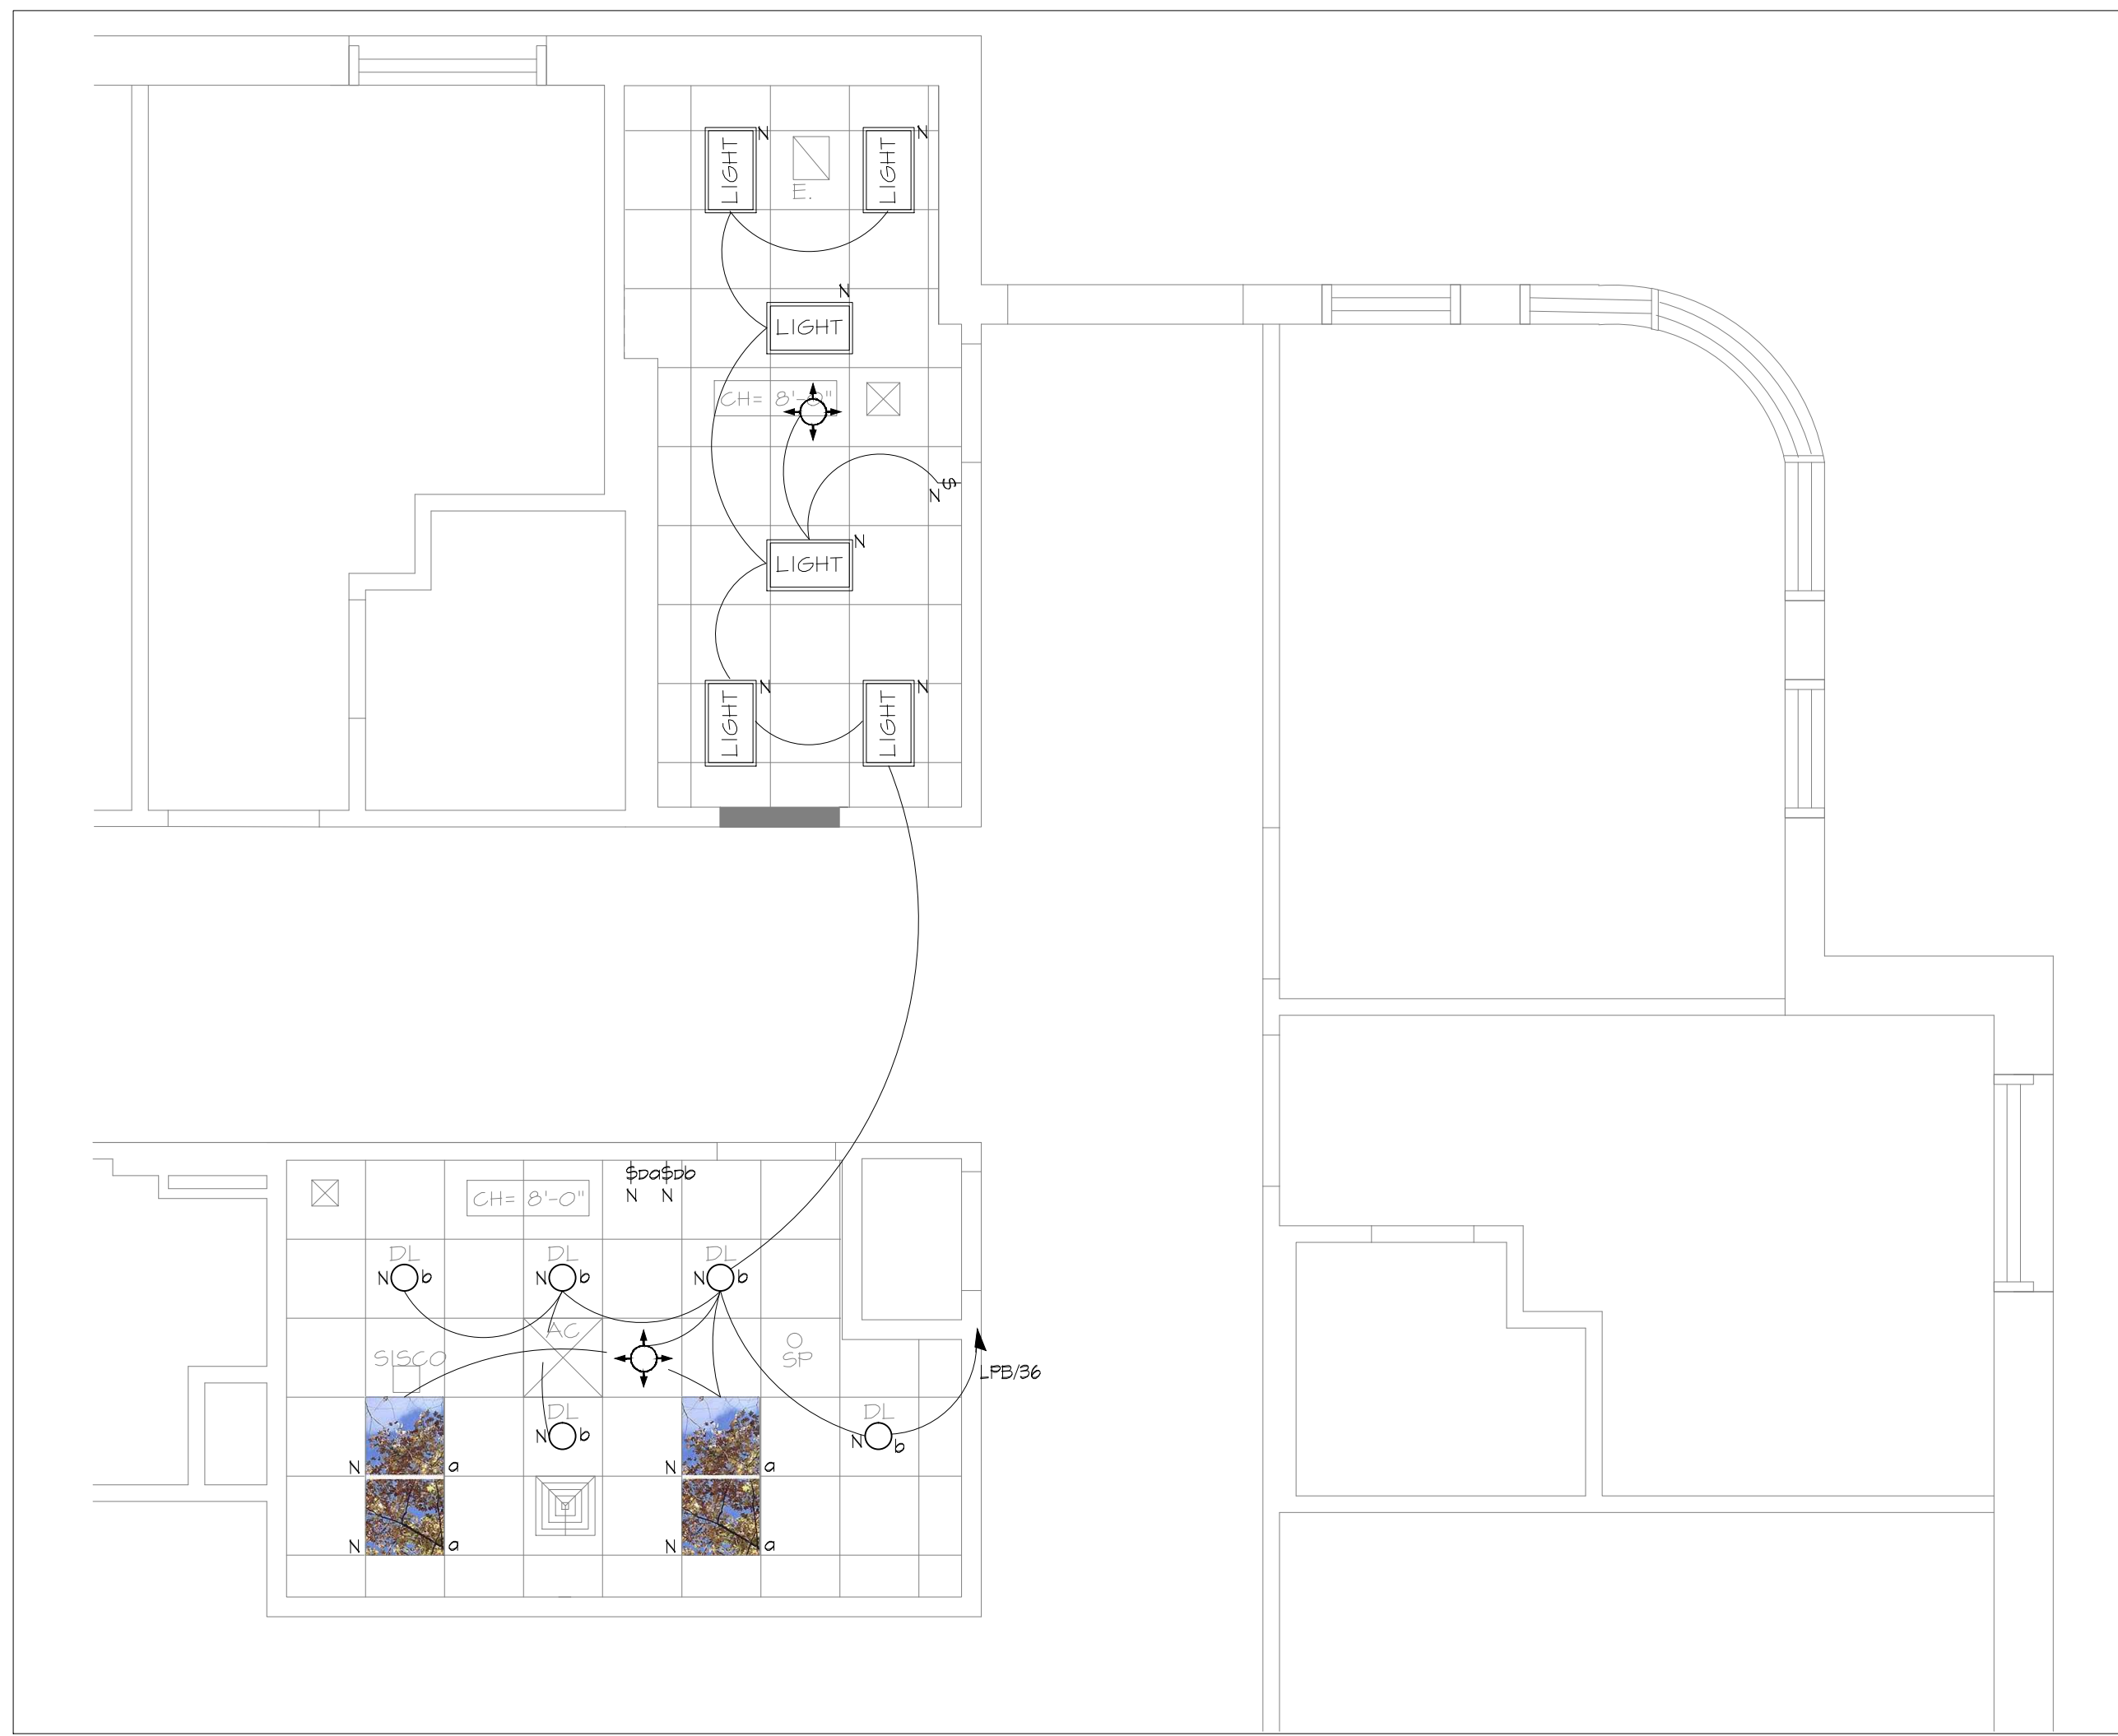 LIGHT N LIGHT N
E.
N
LIGHT
CH= 8'-0"
$
N
N
LIGHT
LIGHT N LIGHT N
$Da $Db
N N
CH= 8'-0"
DL DL DL
N b N b N b
AC
SISCO SP
LPB/36
DL DL
N b N b
N a N a
N a N a